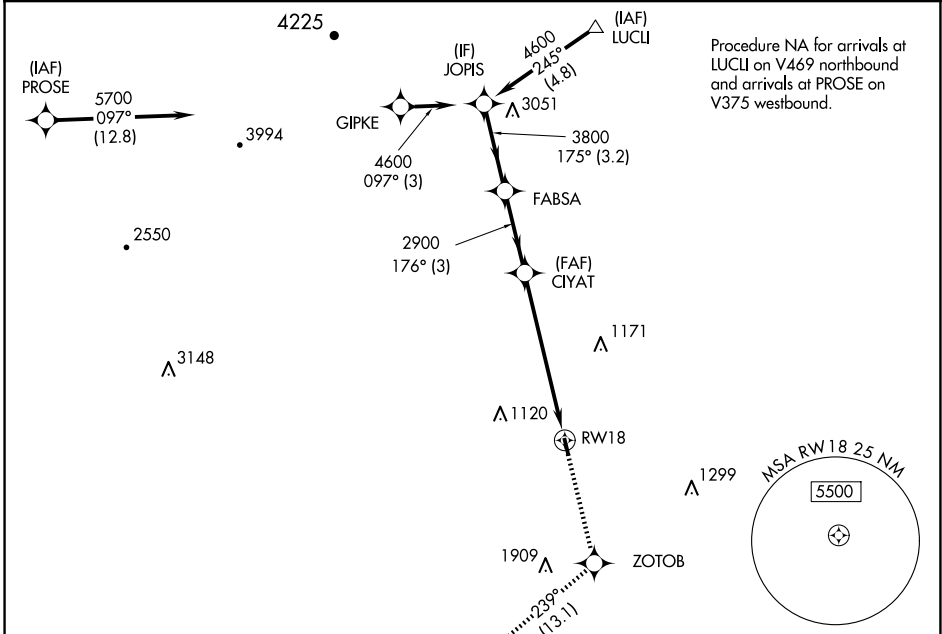 4225
(IAF)
LUCLI
4600
245°
(4.8)
(IF)
JOPIS
Procedure NA for arrivals at
LUCLI on V469 northbound
and arrivals at PROSE on
V375 westbound.
(IAF)
PROSE
5700
097°
(12.8)
GIPKE
3051
3994
4600
097° (3)
3800
175° (3.2)
FABSA
2550
2900
176° (3)
(FAF)
CIYAT
1171
3148
1120
RW18
MSA RW18 25 NM
5500
1299
1909
ZOTOB
239°
(13.1)